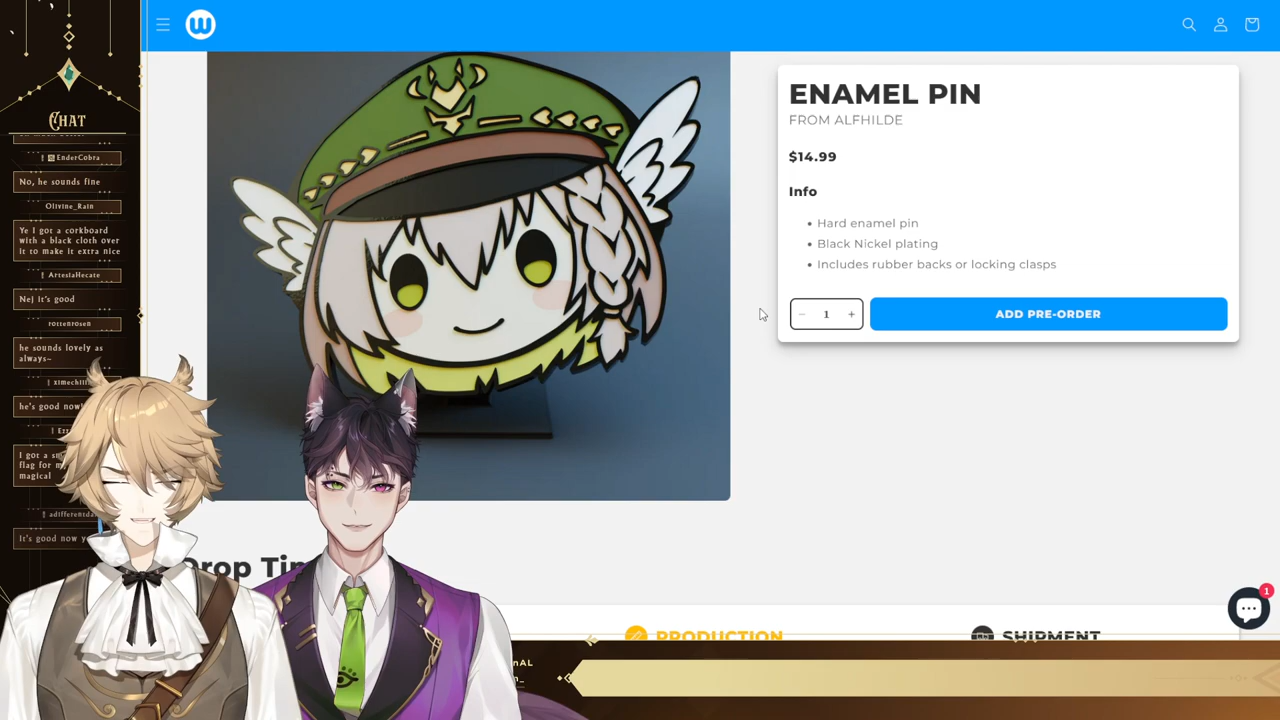 CHAT
EnderCobra
No, he sounds fine
Olivine_Rain
Ye I got a corkboard
with a black cloth over
it to make it extra nice
ArtesiaHecate
Nej it's good
rottenrosen
he sounds lovely as
always~
he's good now
I got a
flag for
magical
It's good now
W
ENAMEL PIN
FROM ALFHILDE
$14.99
Info
• Hard enamel pin
• Black Nickel plating
• Includes rubber backs or locking clasps
− 1 +
ADD PRE-ORDER
Drop
PRODUCTION
SHIPMENT
1